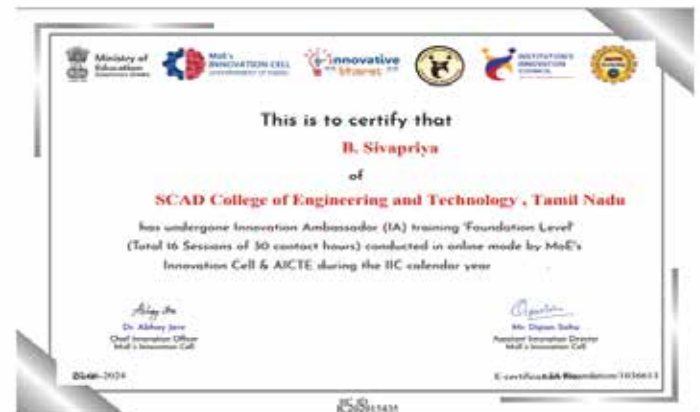 Ministry of
Education
MoE's
INNOVATION CELL
(GOVERNMENT OF INDIA)
innovative
bharat
INSTITUTION'S
INNOVATION
COUNCIL
This is to certify that
B. Sivapriya
of
SCAD College of Engineering and Technology , Tamil Nadu
has undergone Innovation Ambassador (IA) training 'Foundation Level'
(Total 16 Sessions of 30 contact hours) conducted in online mode by MoE's
Innovation Cell & AICTE during the IIC calendar year
Dr. Abhay Jere
Chief Innovation Officer
MoE's Innovation Cell
Mr. Dipan Sahu
Assistant Innovation Director
MoE's Innovation Cell
2024